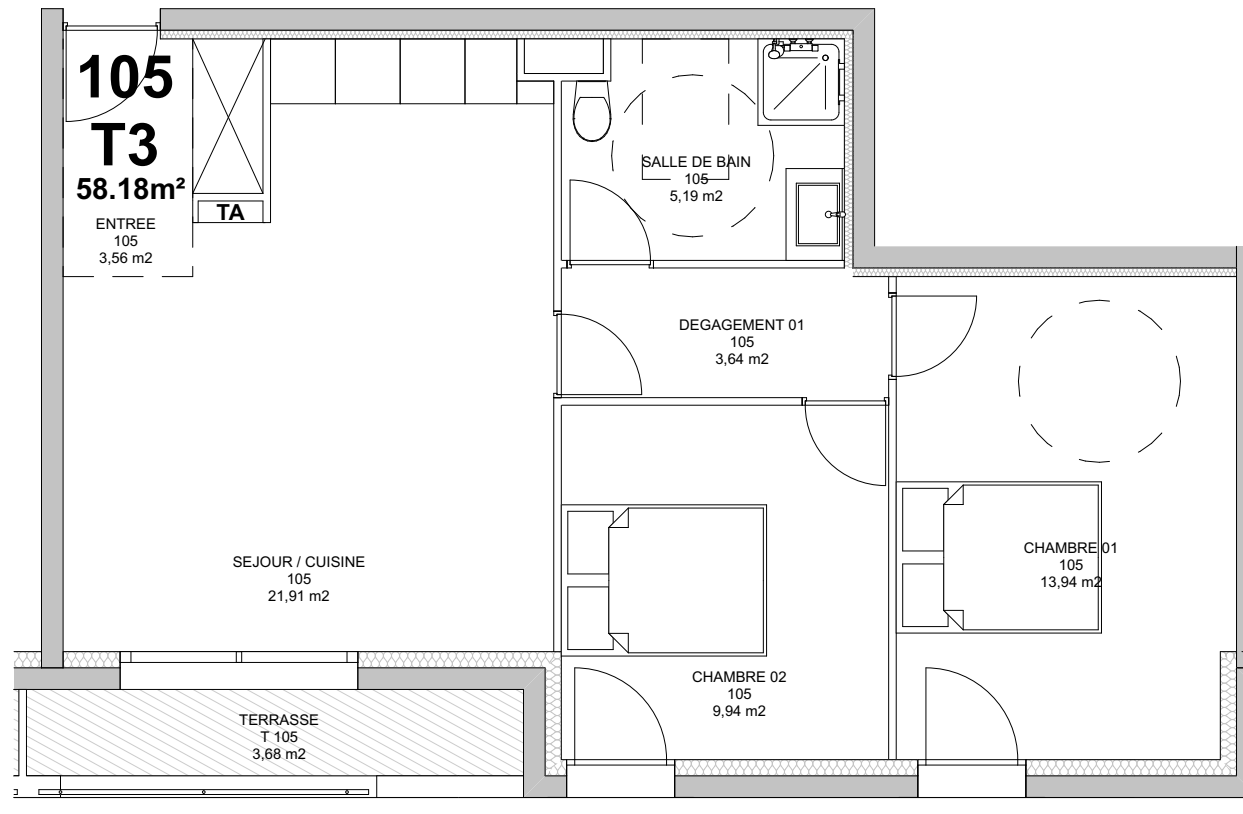 105
T3
58.18m²
ENTREE
105
3,56 m2
TA
SALLE DE BAIN
105
5,19 m2
DEGAGEMENT 01
105
3,64 m2
SEJOUR / CUISINE
105
21,91 m2
CHAMBRE 01
105
13,94 m2
CHAMBRE 02
105
9,94 m2
TERRASSE
T 105
3,68 m2